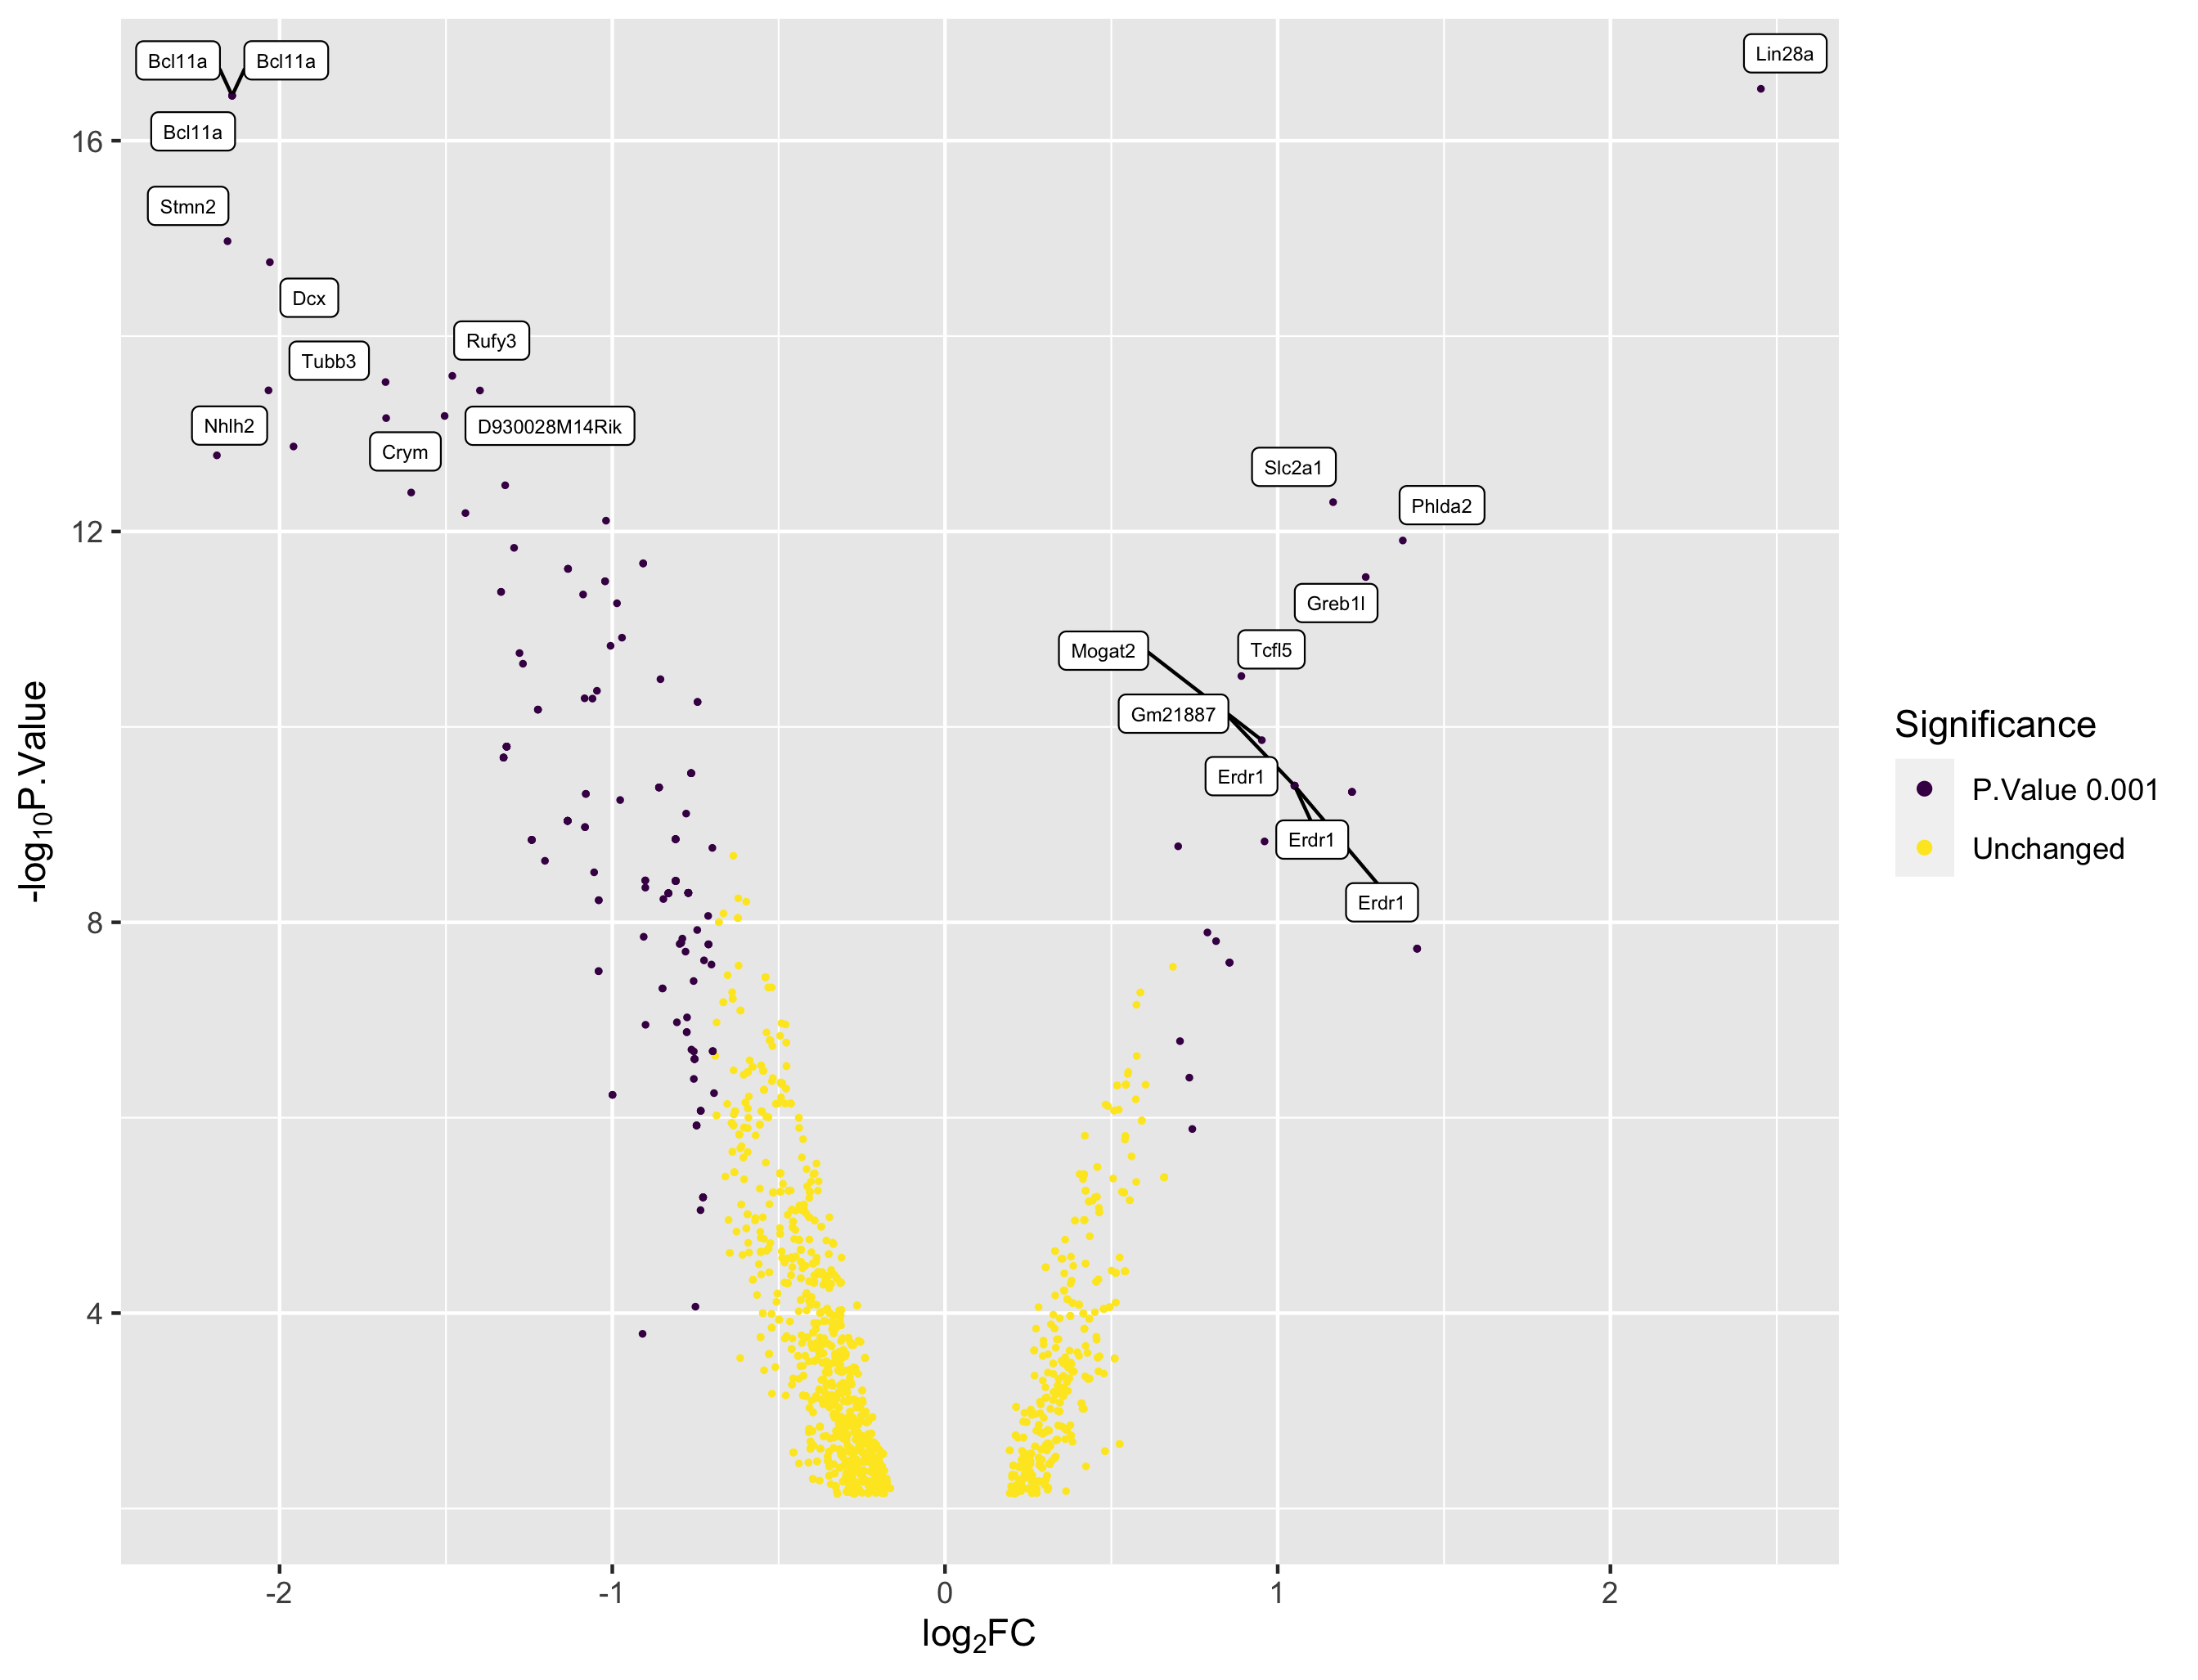 Bcl11a
Bcl11a
Lin28a
Bcl11a
Stmn2
Dcx
Rufy3
Tubb3
Nhlh2
D930028M14Rik
Crym
Slc2a1
Phlda2
Greb1l
Mogat2
Tcfl5
Gm21887
Erdr1
Erdr1
Erdr1
16
12
8
4
-log10P.Value
-2
-1
0
1
2
log2FC
Significance
P.Value 0.001
Unchanged